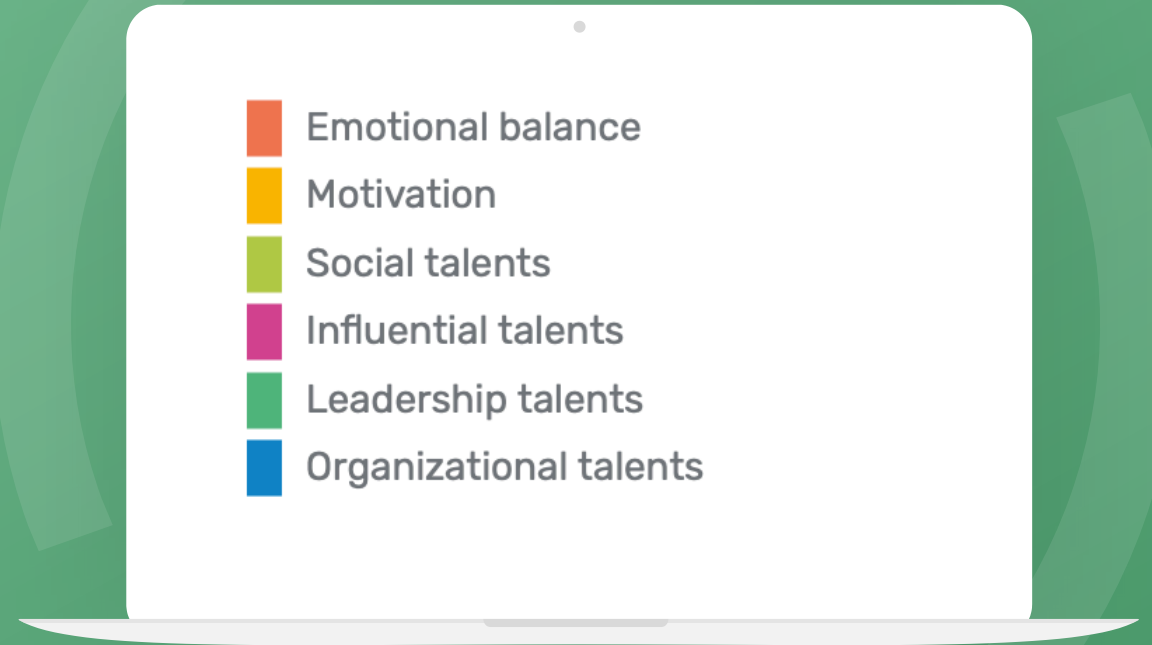 Emotional balance
Motivation
Social talents
Influential talents
Leadership talents
Organizational talents